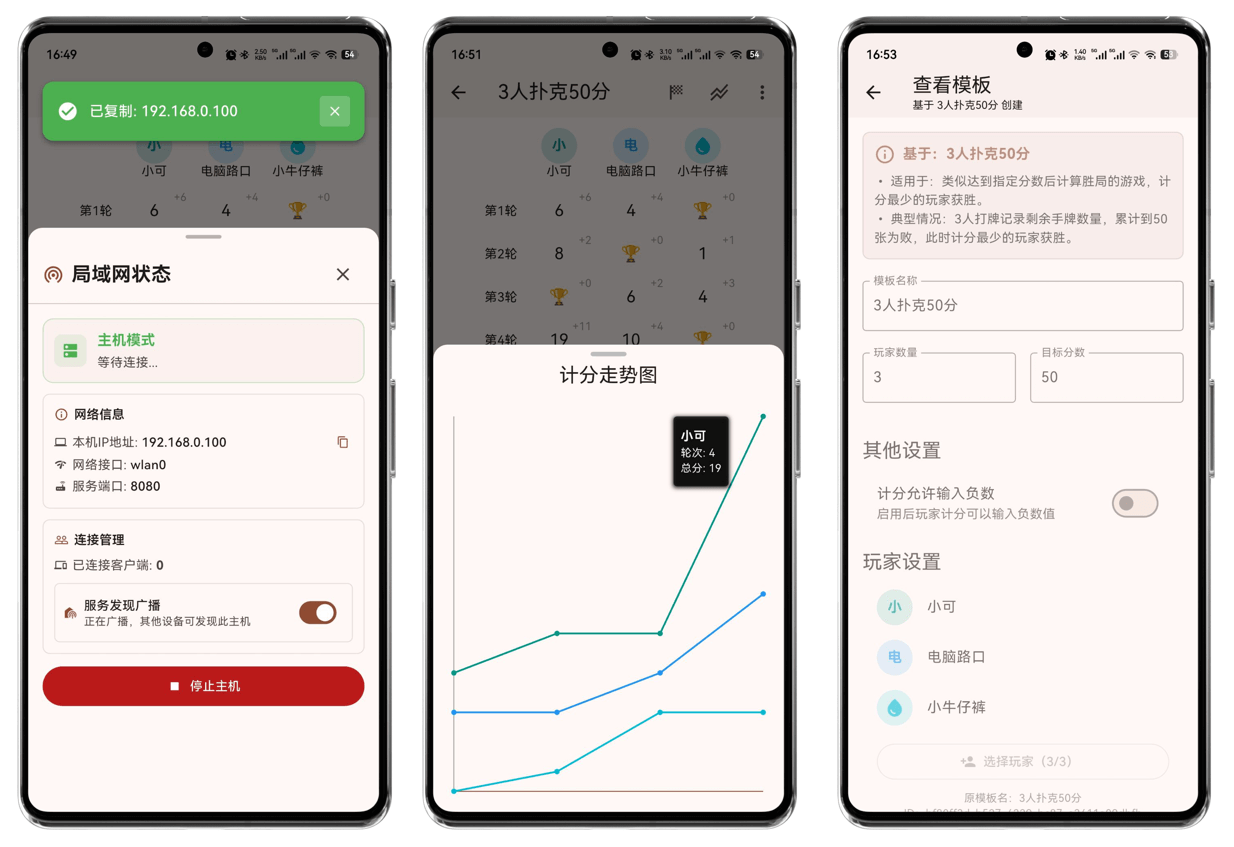 16:49
2.50
KB/s
5G
5G
54
已复制: 192.168.0.100
小
电
小可
电脑路口
小牛仔裤
第1轮
6
+6
4
+4
+0
局域网状态
主机模式
等待连接...
网络信息
本机IP地址: 192.168.0.100
网络接口: wlan0
服务端口: 8080
连接管理
已连接客户端: 0
服务发现广播
正在广播，其他设备可发现此主机
停止主机
16:51
3.10
KB/s
5G
5G
54
3人扑克50分
小
电
小可
电脑路口
小牛仔裤
第1轮
6
+6
4
+4
+0
第2轮
8
+2
+0
1
+1
第3轮
+0
6
+2
4
+3
第4轮
19
+11
10
+4
+0
计分走势图
小可
轮次: 4
总分: 19
16:53
1.40
KB/s
5G
5G
查看模板
基于 3人扑克50分 创建
基于：3人扑克50分
• 适用于：类似达到指定分数后计算胜局的游戏，计
分最少的玩家获胜。
• 典型情况：3人打牌记录剩余手牌数量，累计到50
张为败，此时计分最少的玩家获胜。
模板名称
3人扑克50分
玩家数量
3
目标分数
50
其他设置
计分允许输入负数
启用后玩家计分可以输入负数值
玩家设置
小
小可
电
电脑路口
小牛仔裤
选择玩家（3/3）
原模板名：3人扑克50分